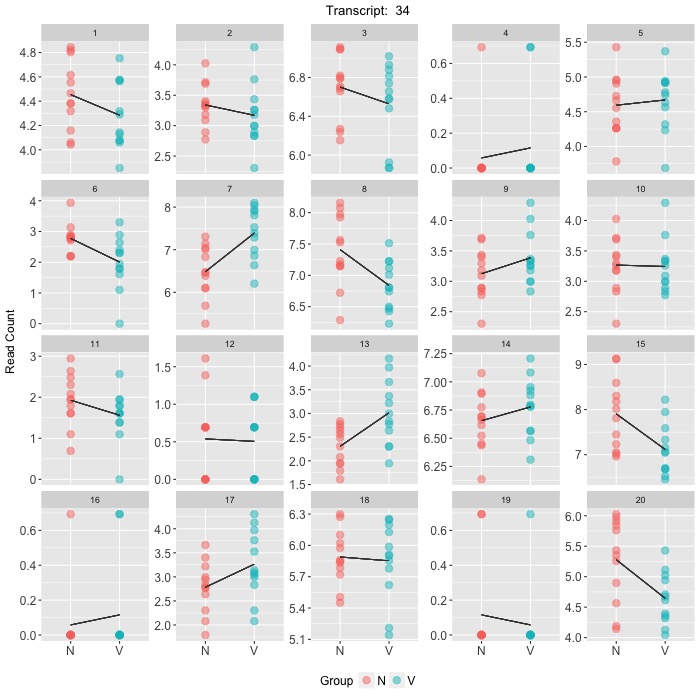 Transcript: 34
1 2 3 4 5
4.8 4.6 4.4 4.2 4.0
4.0 3.5 3.0 2.5
6.8 6.4 6.0
0.6 0.4 0.2 0.0
5.5 5.0 4.5 4.0
6 7 8 9 10
4 3 2 1 0
8 7 6
8.0 7.5 7.0 6.5
4.0 3.5 3.0 2.5
4.0 3.5 3.0 2.5
Read Count
11 12 13 14 15
3 2 1 0
1.5 1.0 0.5 0.0
4.0 3.5 3.0 2.5 2.0 1.5
7.25 7.00 6.75 6.50 6.25
9 8 7
16 17 18 19 20
0.6 0.4 0.2 0.0
4.0 3.5 3.0 2.5 2.0
6.3 6.0 5.7 5.4 5.1
0.6 0.4 0.2 0.0
6.0 5.5 5.0 4.5 4.0
N V N V N V N V N V
Group N V